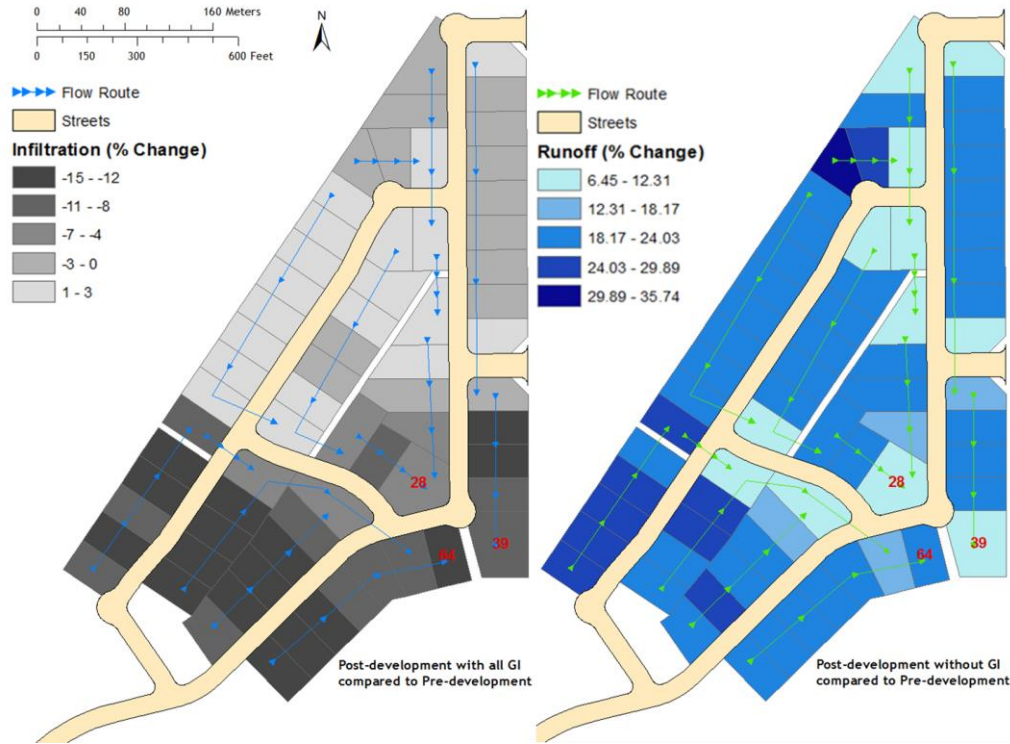 0 40 80 160 Meters
0 150 300 600 Feet
N
Flow Route
Streets
Infiltration (% Change)
-15 - -12
-11 - -8
-7 - -4
-3 - 0
1 - 3
28
64
39
Post-development with all GI
compared to Pre-development
Flow Route
Streets
Runoff (% Change)
6.45 - 12.31
12.31 - 18.17
18.17 - 24.03
24.03 - 29.89
29.89 - 35.74
28
64
39
Post-development without GI
compared to Pre-development